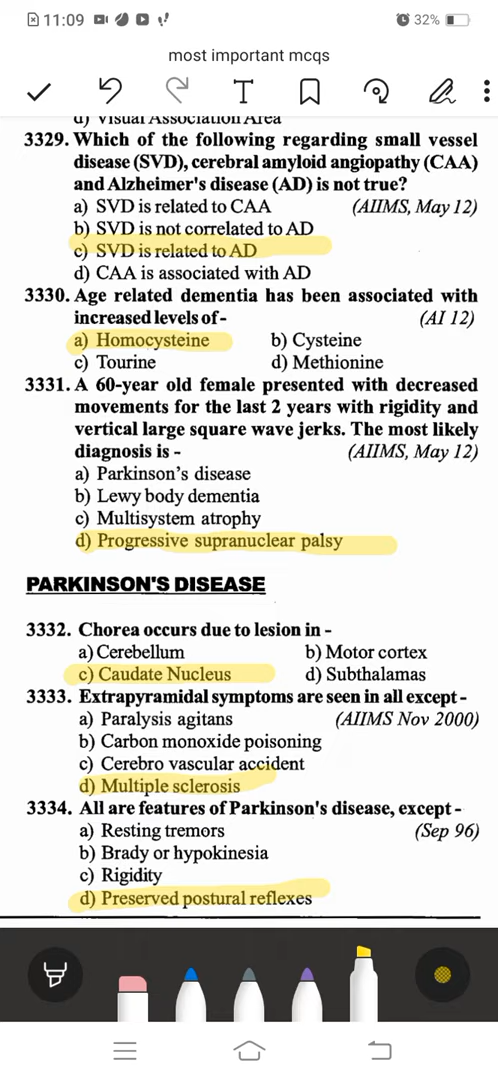 11:09
32%
most important mcqs
T
d) Visual Association Area
3329. Which of the following regarding small vessel
disease (SVD), cerebral amyloid angiopathy (CAA)
and Alzheimer's disease (AD) is not true?
a) SVD is related to CAA (AIIMS, May 12)
b) SVD is not correlated to AD
c) SVD is related to AD
d) CAA is associated with AD
3330. Age related dementia has been associated with
increased levels of- (AI 12)
a) Homocysteine b) Cysteine
c) Tourine d) Methionine
3331. A 60-year old female presented with decreased
movements for the last 2 years with rigidity and
vertical large square wave jerks. The most likely
diagnosis is - (AIIMS, May 12)
a) Parkinson's disease
b) Lewy body dementia
c) Multisystem atrophy
d) Progressive supranuclear palsy
PARKINSON'S DISEASE
3332. Chorea occurs due to lesion in -
a) Cerebellum b) Motor cortex
c) Caudate Nucleus d) Subthalamas
3333. Extrapyramidal symptoms are seen in all except -
a) Paralysis agitans (AIIMS Nov 2000)
b) Carbon monoxide poisoning
c) Cerebro vascular accident
d) Multiple sclerosis
3334. All are features of Parkinson's disease, except -
a) Resting tremors (Sep 96)
b) Brady or hypokinesia
c) Rigidity
d) Preserved postural reflexes